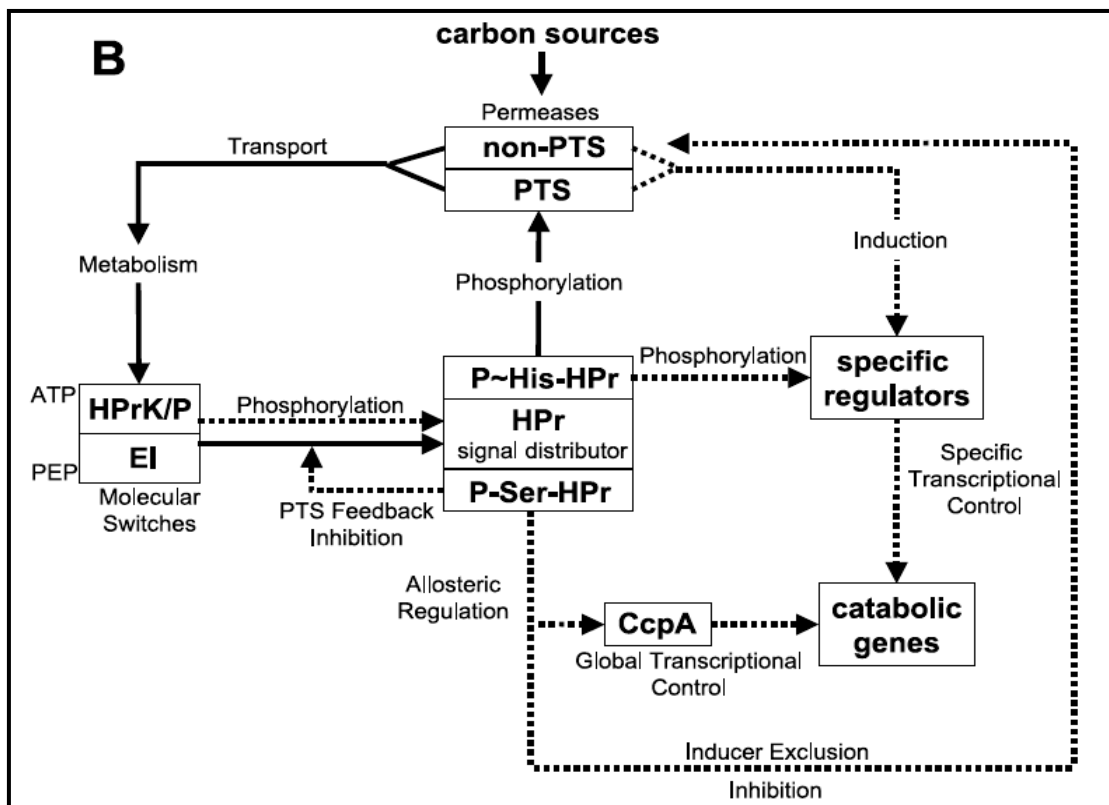 B
carbon sources
Permeases
non-PTS
PTS
Transport
Induction
Metabolism
Phosphorylation
ATP
HPrK/P
PEP
EI
Molecular
Switches
Phosphorylation
PTS Feedback
Inhibition
P~His-HPr
HPr
signal distributor
P-Ser-HPr
Phosphorylation
specific
regulators
Specific
Transcriptional
Control
Allosteric
Regulation
CcpA
Global Transcriptional
Control
catabolic
genes
Inducer Exclusion
Inhibition